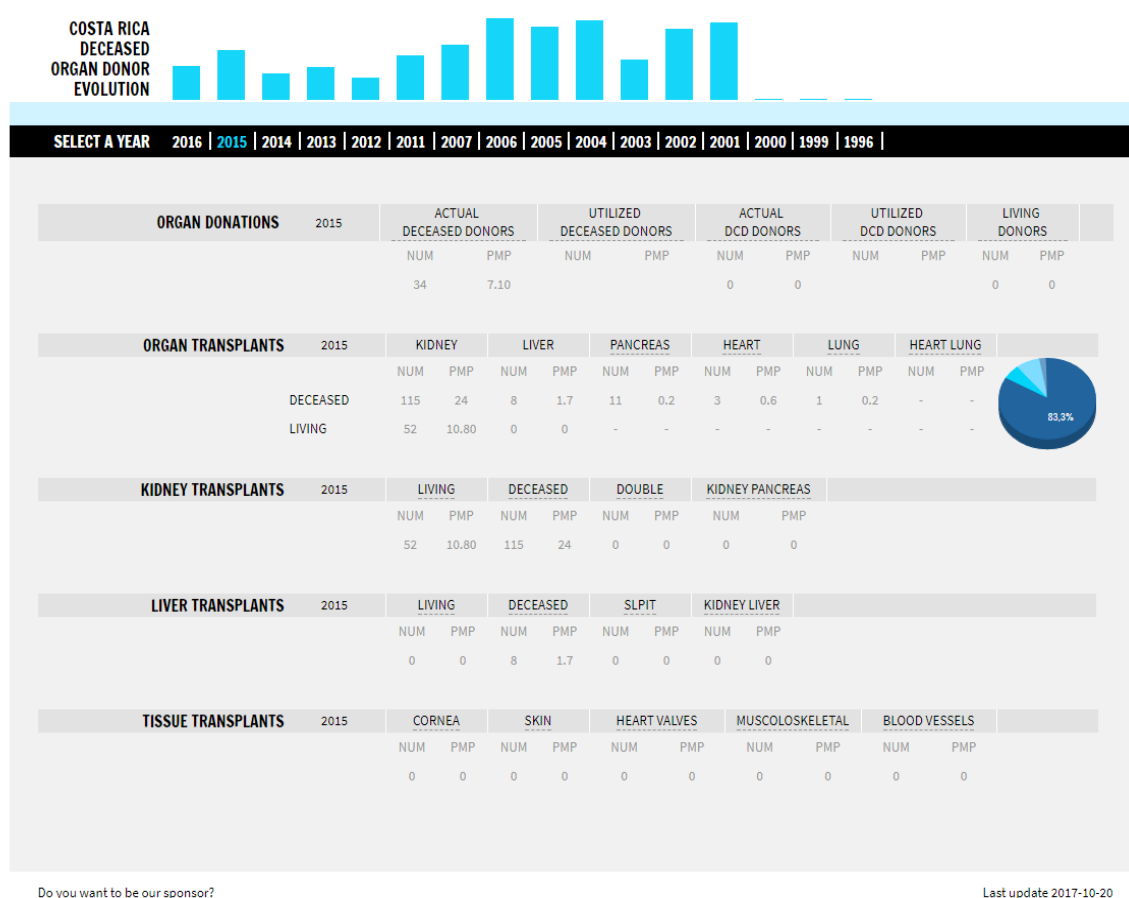 COSTA RICA
DECEASED
ORGAN DONOR
EVOLUTION
SELECT A YEAR 2016 | 2015 | 2014 | 2013 | 2012 | 2011 | 2007 | 2006 | 2005 | 2004 | 2003 | 2002 | 2001 | 2000 | 1999 | 1996 |
ORGAN DONATIONS 2015 ACTUAL DECEASED DONORS UTILIZED DECEASED DONORS ACTUAL DCD DONORS UTILIZED DCD DONORS LIVING DONORS
NUM PMP NUM PMP NUM PMP NUM PMP NUM PMP
34 7.10 0 0 0 0
ORGAN TRANSPLANTS 2015 KIDNEY LIVER PANCREAS HEART LUNG HEART LUNG
NUM PMP NUM PMP NUM PMP NUM PMP NUM PMP NUM PMP
DECEASED 115 24 8 1.7 11 0.2 3 0.6 1 0.2 - -
LIVING 52 10.80 0 0 - - - - - - - -
83,3%
KIDNEY TRANSPLANTS 2015 LIVING DECEASED DOUBLE KIDNEY PANCREAS
NUM PMP NUM PMP NUM PMP NUM PMP
52 10.80 115 24 0 0 0 0
LIVER TRANSPLANTS 2015 LIVING DECEASED SLPIT KIDNEY LIVER
NUM PMP NUM PMP NUM PMP NUM PMP
0 0 8 1.7 0 0 0 0
TISSUE TRANSPLANTS 2015 CORNEA SKIN HEART VALVES MUSCOLOSKELETAL BLOOD VESSELS
NUM PMP NUM PMP NUM PMP NUM PMP NUM PMP
0 0 0 0 0 0 0 0 0 0
Do you want to be our sponsor? Last update 2017-10-20